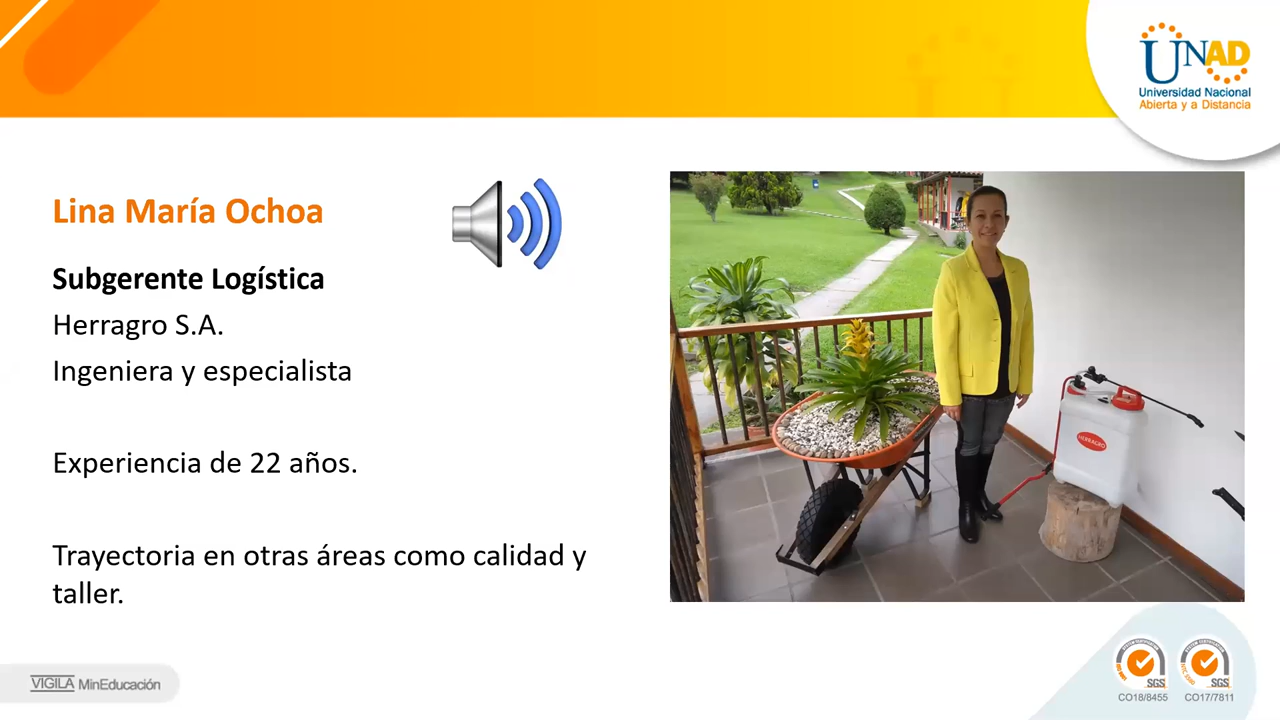 UNAD
Universidad Nacional
Abierta y a Distancia
Lina María Ochoa
Subgerente Logística
Herragro S.A.
Ingeniera y especialista
Experiencia de 22 años.
Trayectoria en otras áreas como calidad y
taller.
HERRAGRO
VIGILA MinEducación
SGS
SGS
CO18/8455
CO17/7811